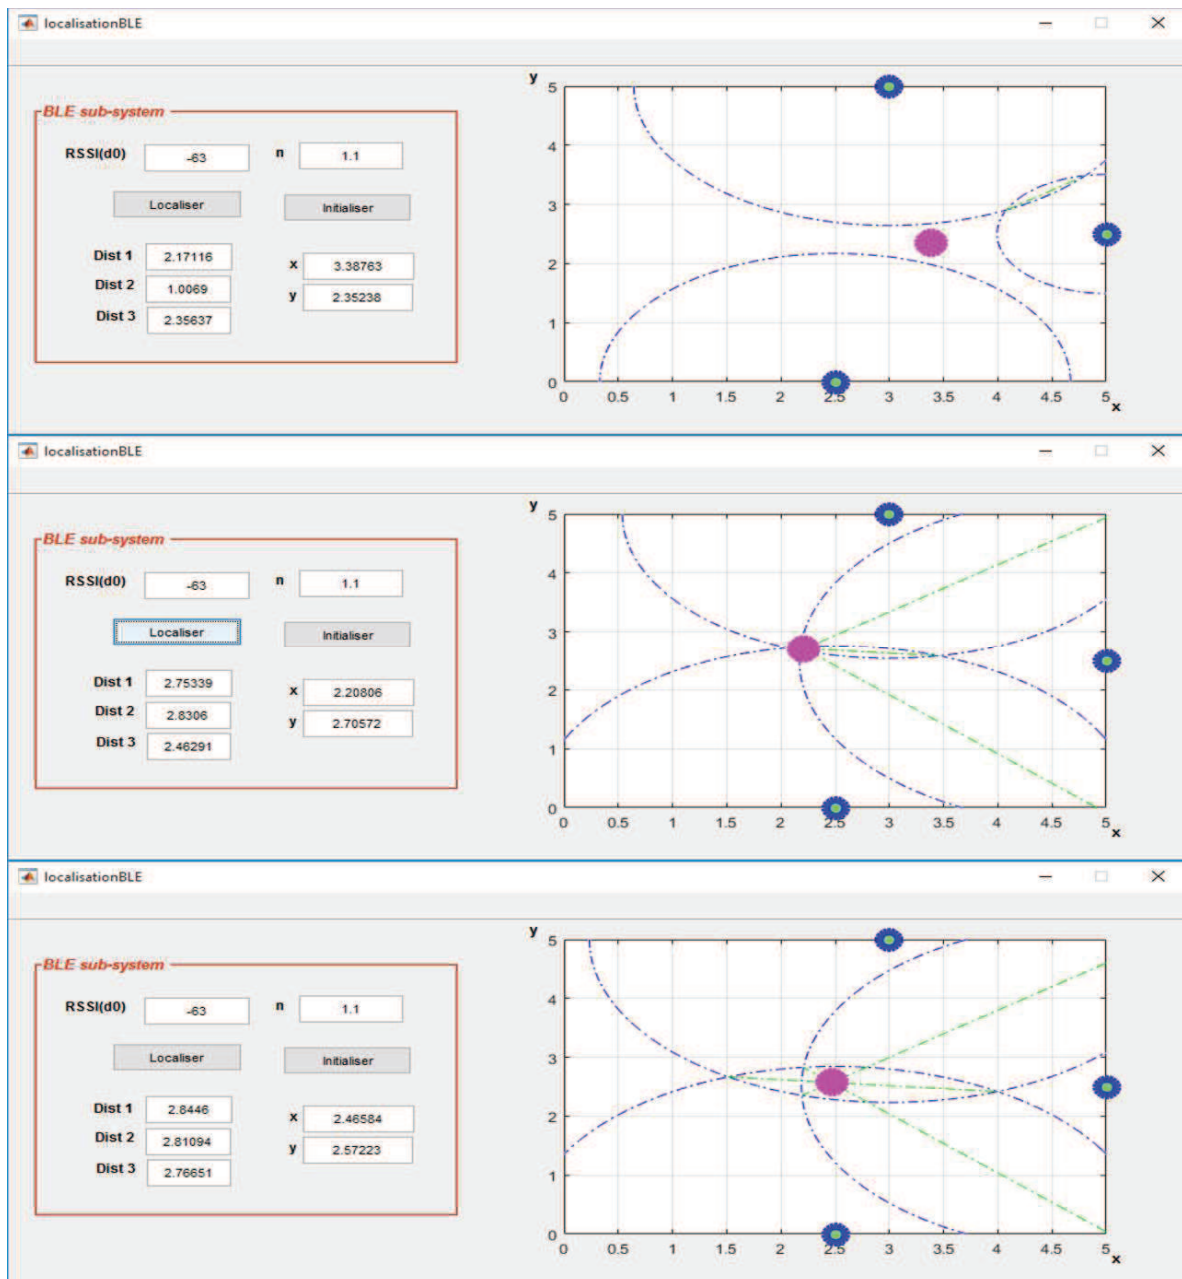 localisationBLE
BLE sub-system
RSSI(d0) -63 n 1.1
Localiser Initialiser
Dist 1 2.17116
Dist 2 1.0069
Dist 3 2.35637
x 3.38763
y 2.35238
y
5
4
3
2
1
0
0 0.5 1 1.5 2 2.5 3 3.5 4 4.5 5
x
localisationBLE
BLE sub-system
RSSI(d0) -63 n 1.1
Localiser Initialiser
Dist 1 2.75339
Dist 2 2.8306
Dist 3 2.46291
x 2.20806
y 2.70572
y
5
4
3
2
1
0
0 0.5 1 1.5 2 2.5 3 3.5 4 4.5 5
x
localisationBLE
BLE sub-system
RSSI(d0) -63 n 1.1
Localiser Initialiser
Dist 1 2.8446
Dist 2 2.81094
Dist 3 2.76651
x 2.46584
y 2.57223
y
5
4
3
2
1
0
0 0.5 1 1.5 2 2.5 3 3.5 4 4.5 5
x